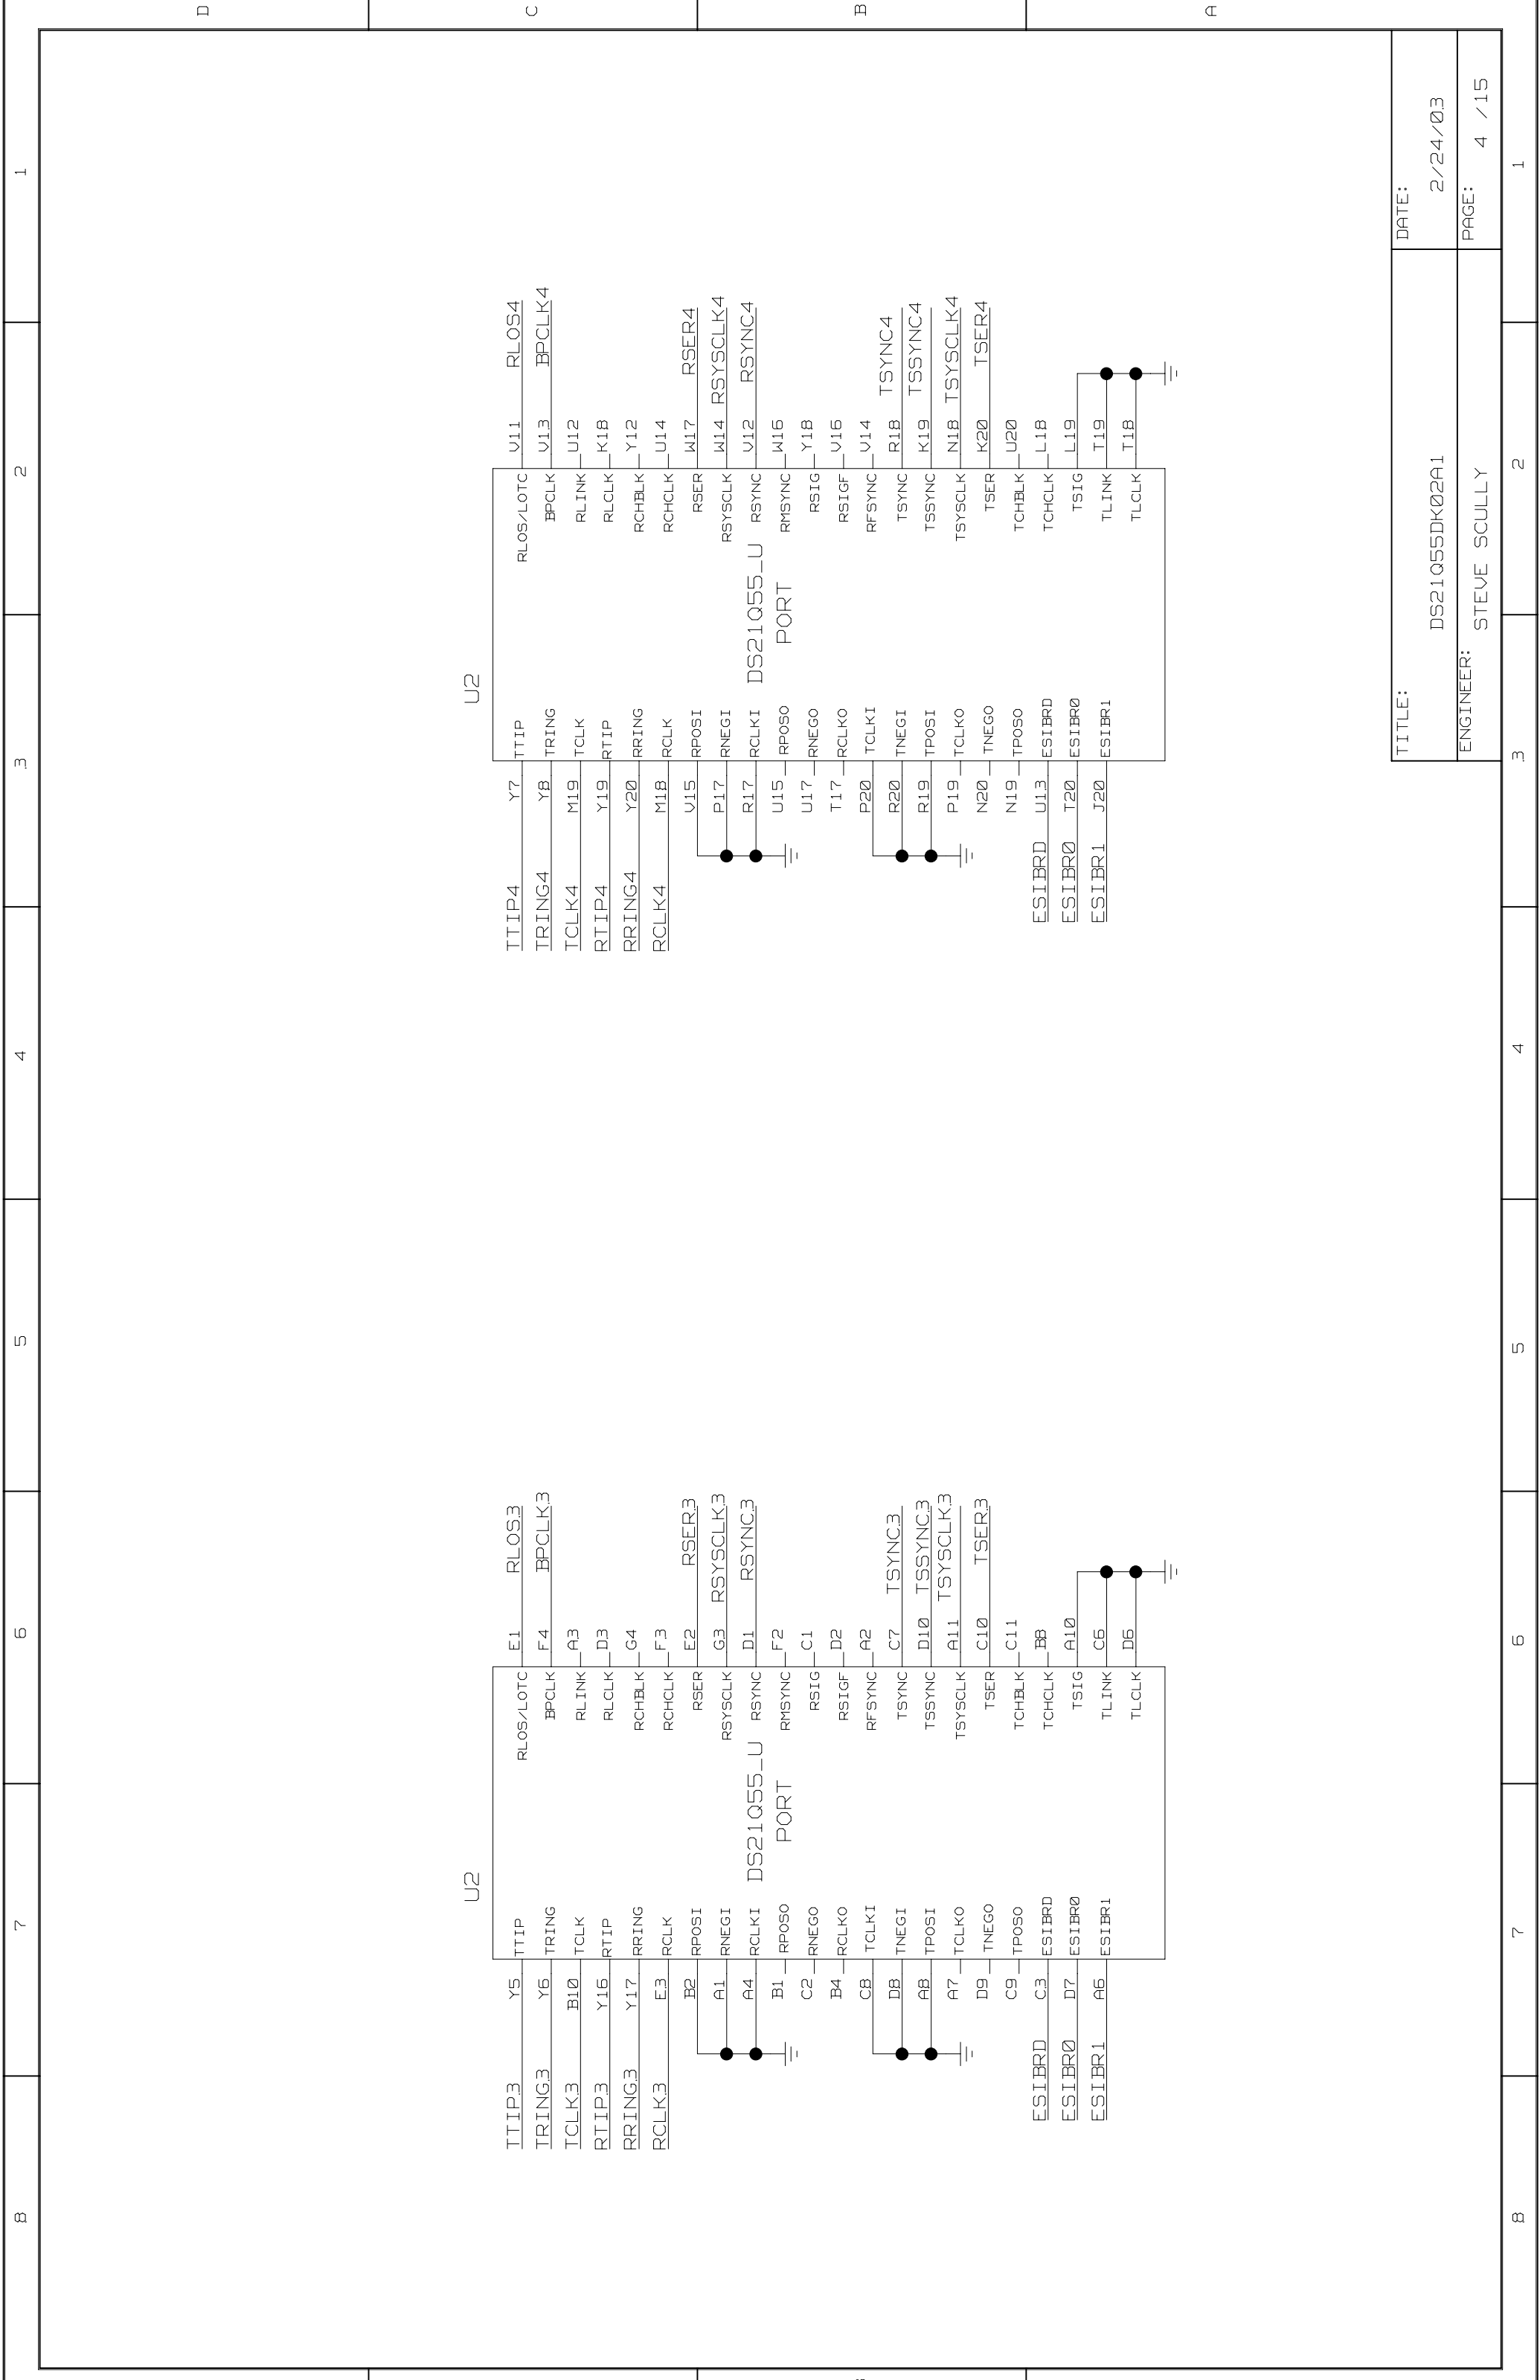 8 7 6 5 4 3 2 1
D
C
B
A
U2
TTIP3 Y5 TTIP RLOS/LOTC E1 RLOS3
TRING3 Y6 TRING BPCLK F4 BPCLK3
TCLK3 B10 TCLK RLINK A3
RTIP3 Y16 RTIP RLCLK D3
RRING3 Y17 RRING RCHBLK G4
RCLK3 E3 RCLK RCHCLK F3
B2 RPOSI RSER E2 RSER3
A1 RNEGI RSYSCLK G3 RSYSCLK3
A4 RCLKI DS21Q55_U RSYNC D1 RSYNC3
B1 RPOSO PORT RMSYNC F2
C2 RNEGO RSIG C1
B4 RCLKO RSIGF D2
C8 TCLKI RFSYNC A2
D8 TNEGI TSYNC C7 TSYNC3
A8 TPOSI TSSYNC D10 TSSYNC3
A7 TCLKO TSYSCLK A11 TSYSCLK3
D9 TNEGO TSER C10 TSER3
C9 TPOSO TCHBLK C11
ESIBRD C3 ESIBRD TCHCLK B8
ESIBR0 D7 ESIBR0 TSIG A10
ESIBR1 A6 ESIBR1 TLINK C6
TLCLK D6
U2
TTIP4 Y7 TTIP RLOS/LOTC V11 RLOS4
TRING4 Y8 TRING BPCLK V13 BPCLK4
TCLK4 M19 TCLK RLINK U12
RTIP4 Y19 RTIP RLCLK K18
RRING4 Y20 RRING RCHBLK Y12
RCLK4 M18 RCLK RCHCLK U14
V15 RPOSI RSER W17 RSER4
P17 RNEGI RSYSCLK W14 RSYSCLK4
R17 RCLKI DS21Q55_U RSYNC V12 RSYNC4
U15 RPOSO PORT RMSYNC W16
U17 RNEGO RSIG Y18
T17 RCLKO RSIGF V16
P20 TCLKI RFSYNC V14
R20 TNEGI TSYNC R18 TSYNC4
R19 TPOSI TSSYNC K19 TSSYNC4
P19 TCLKO TSYSCLK N18 TSYSCLK4
N20 TNEGO TSER K20 TSER4
N19 TPOSO TCHBLK U20
ESIBRD U13 ESIBRD TCHCLK L18
ESIBR0 T20 ESIBR0 TSIG L19
ESIBR1 J20 ESIBR1 TLINK T19
TLCLK T18
TITLE: DATE:
DS21Q55DK02A1 2/24/03
ENGINEER: PAGE:
STEVE SCULLY 4 /15
8 7 6 5 4 3 2 1